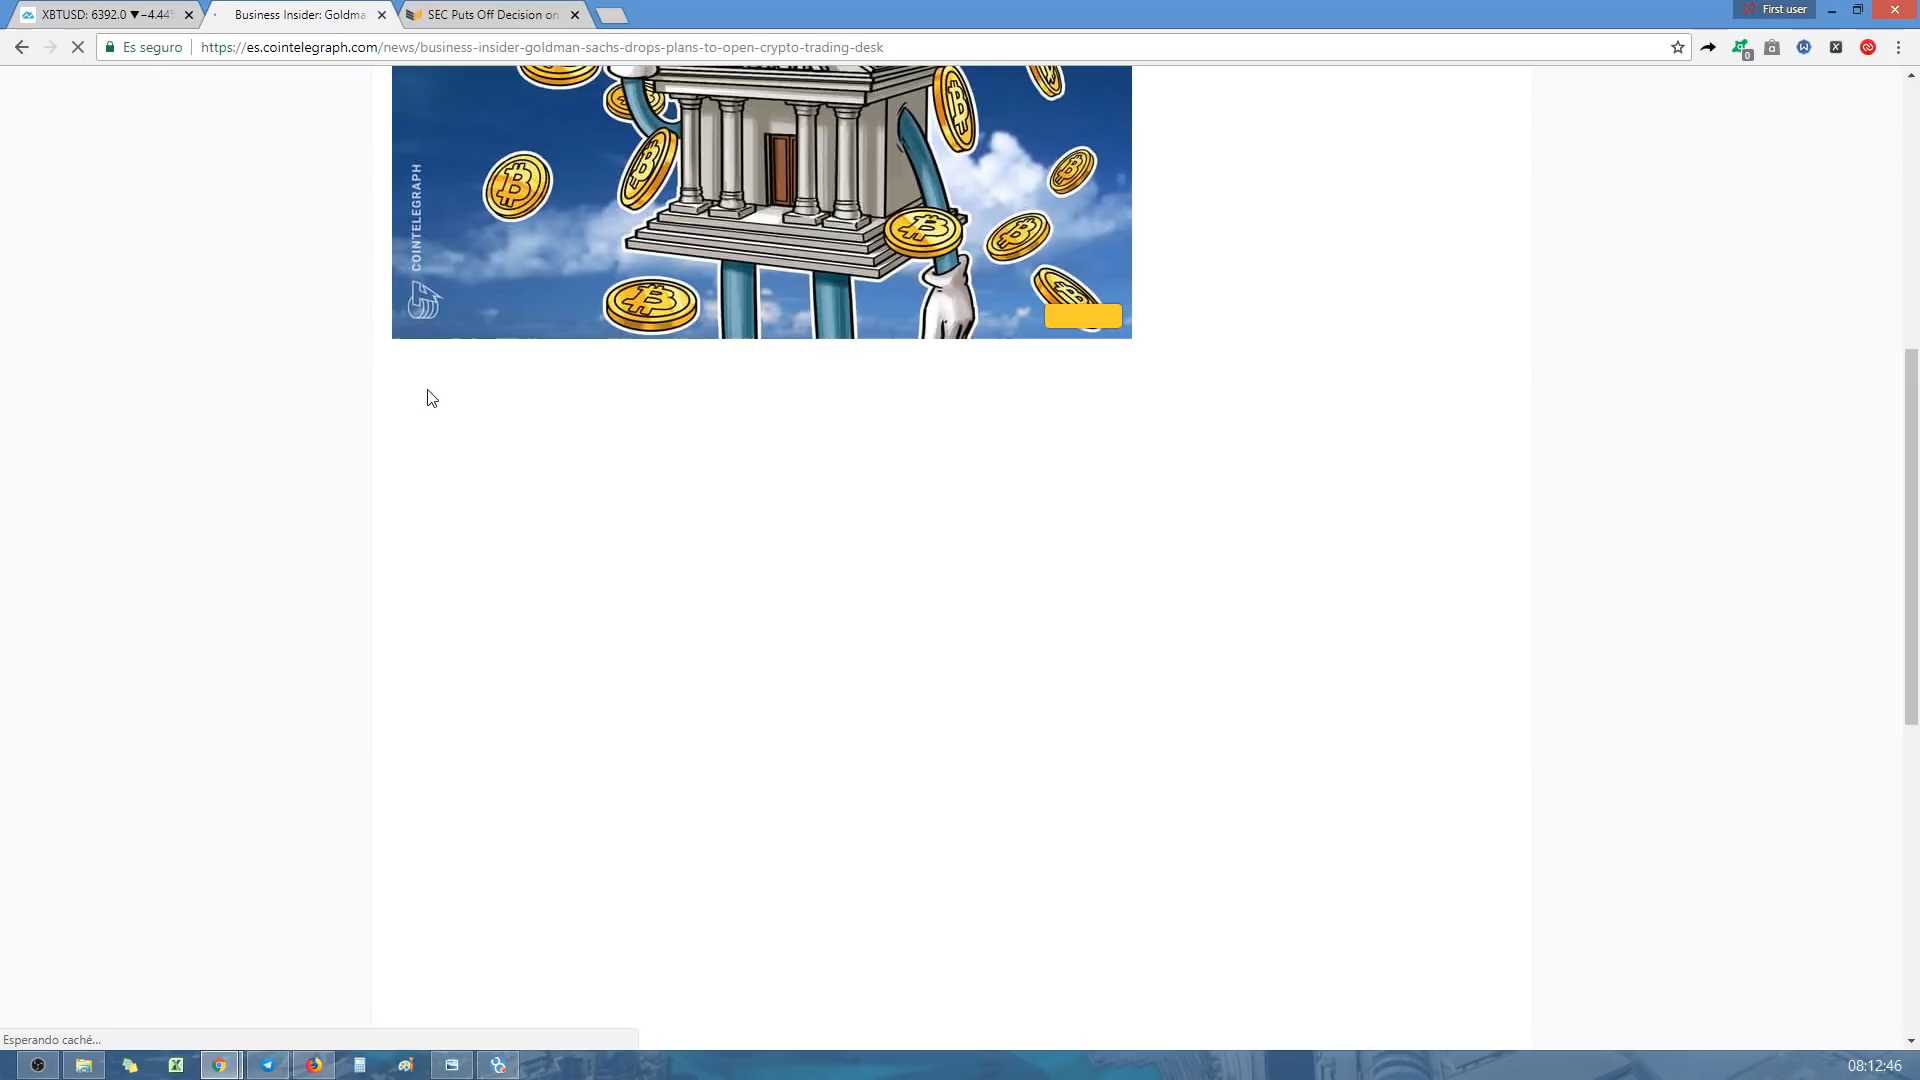 XBTUSD: 6392.0 ▼−4.44%
Business Insider: Goldma
SEC Puts Off Decision on
First user
Es seguro
https://es.cointelegraph.com/news/business-insider-goldman-sachs-drops-plans-to-open-crypto-trading-desk
0
COINTELEGRAPH
Esperando caché...
08:12:46